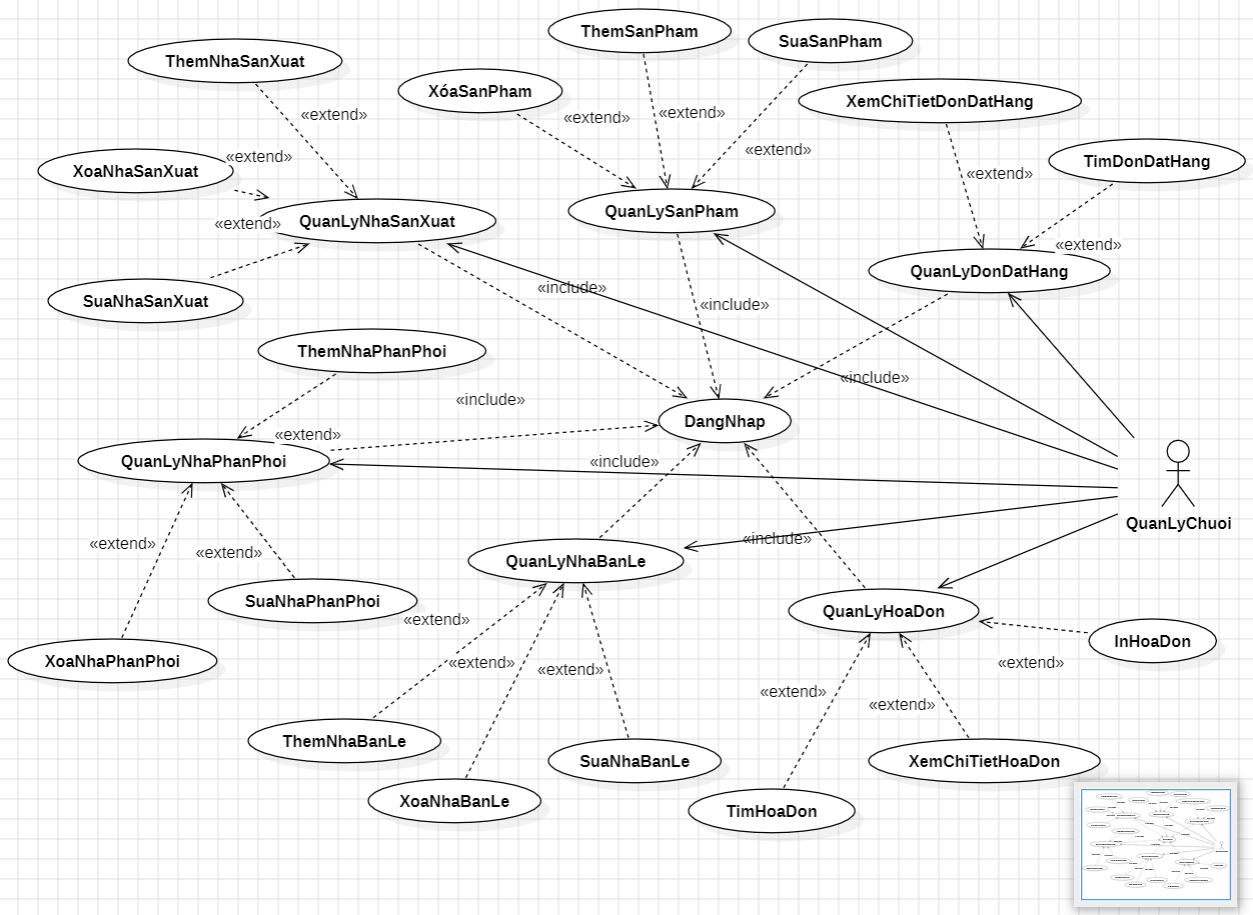 ThemSanPham
SuaSanPham
ThemNhaSanXuat
XóaSanPham
XemChiTietDonDatHang
«extend»
«extend»
«extend»
«extend»
«extend»
TimDonDatHang
XoaNhaSanXuat
«extend»
«extend»
QuanLyNhaSanXuat
QuanLySanPham
«extend»
«extend»
QuanLyDonDatHang
SuaNhaSanXuat
«include»
«include»
ThemNhaPhanPhoi
«include»
«include»
DangNhap
«extend»
QuanLyNhaPhanPhoi
«include»
QuanLyChuoi
«extend»
«extend»
«include»
QuanLyNhaBanLe
SuaNhaPhanPhoi
«extend»
QuanLyHoaDon
InHoaDon
XoaNhaPhanPhoi
«extend»
«extend»
«extend»
«extend»
«extend»
ThemNhaBanLe
SuaNhaBanLe
XemChiTietHoaDon
XoaNhaBanLe
TimHoaDon